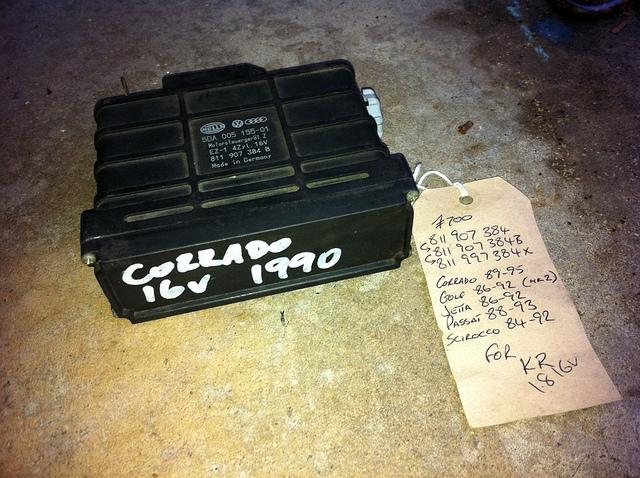 HELLA VW
5DA 005 155-01
Motorsteuergerät Z
EZ-1 4Zyl. 16V
811 907 384 B
Made in Germany
CORRADO
16V 1990
#700
811 907 384
811 907 384B
811 997 384X
CORRADO 89-95
GOLF 86-92 (MK2)
JETTA 86-92
PASSAT 88-93
SCIROCCO 84-92
FOR KR
1.8 16V